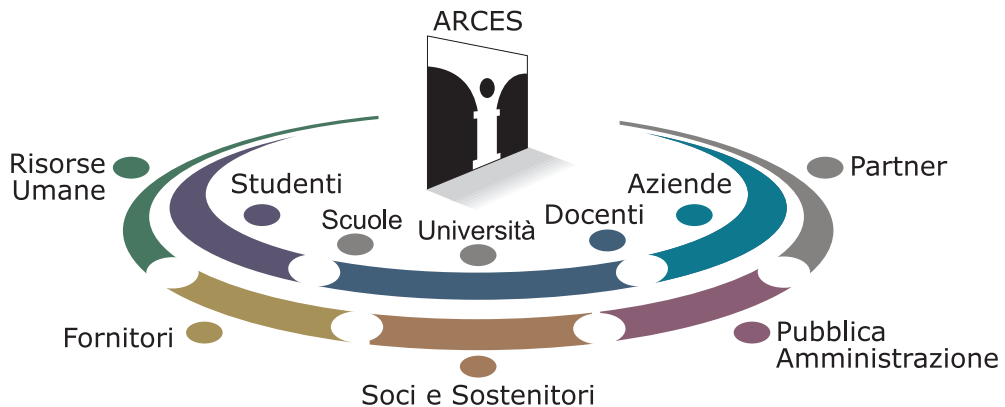 ARCES
Risorse
Umane
Studenti
Scuole
Università
Docenti
Aziende
Partner
Fornitori
Soci e Sostenitori
Pubblica
Amministrazione